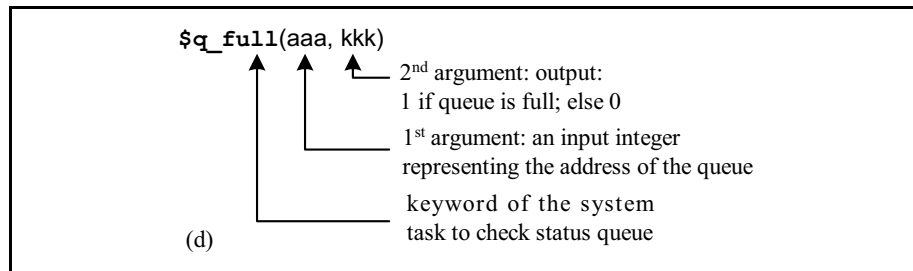 $q_full(aaa, kkk)
2nd argument: output:
1 if queue is full; else 0
1st argument: an input integer
representing the address of the queue
keyword of the system
task to check status queue
(d)